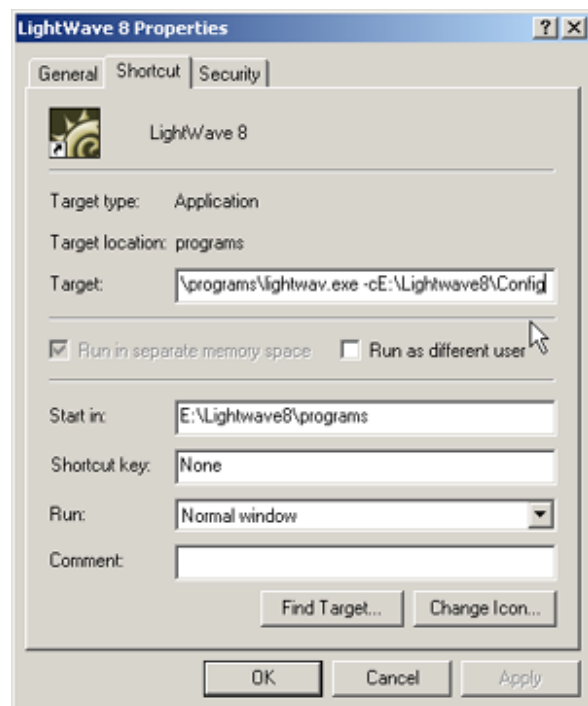 LightWave 8 Properties
General Shortcut Security
LightWave 8
Target type: Application
Target location: programs
Target: \programs\lightwav.exe -cE:\Lightwave8\Config
Run in separate memory space Run as different user
Start in: E:\Lightwave8\programs
Shortcut key: None
Run: Normal window
Comment:
Find Target... Change Icon...
OK Cancel Apply